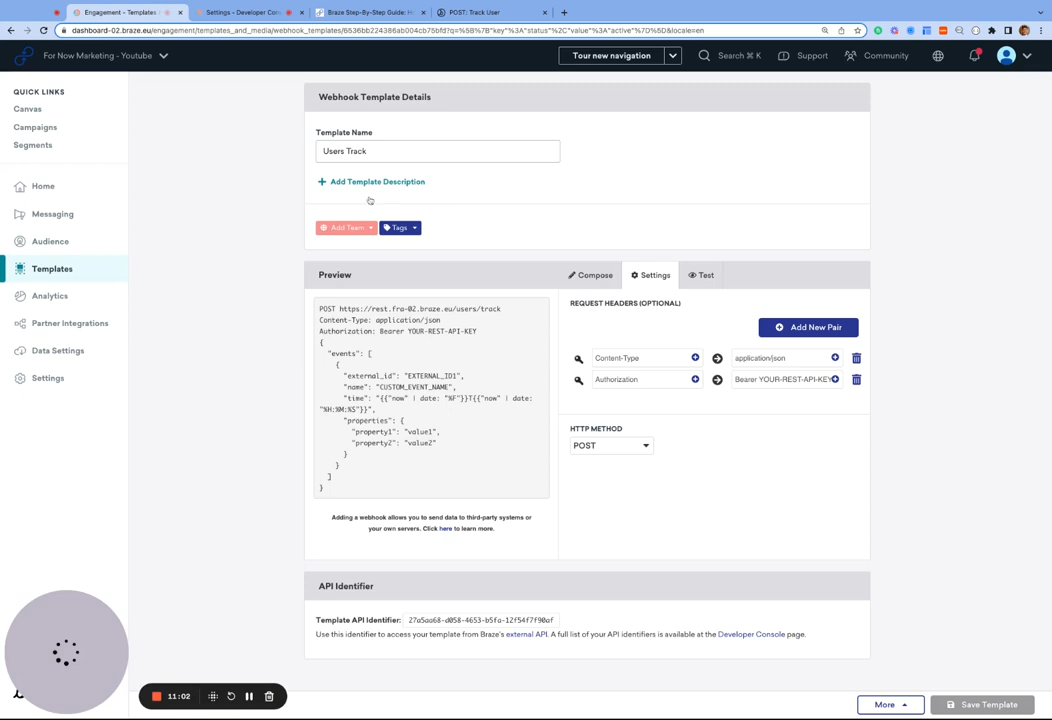 Engagement - Templates
Settings - Developer Con
Braze Step-By-Step Guide: H
POST: Track User
dashboard-02.braze.eu/engagement/templates_and_media/webhook_templates/6536bb224386ab004cb75bfd?q=%5B%7B"key"%3A"status"%2C"value"%3A"active"%7D%5D&locale=en
For Now Marketing - Youtube
Tour new navigation
Search ⌘ K
Support
Community
QUICK LINKS
Canvas
Campaigns
Segments
Home
Messaging
Audience
Templates
Analytics
Partner Integrations
Data Settings
Settings
Webhook Template Details
Template Name
Users Track
+ Add Template Description
Add Team
Tags
Preview
Compose
Settings
Test
POST https://rest.fra-02.braze.eu/users/track
Content-Type: application/json
Authorization: Bearer YOUR-REST-API-KEY
{
"events": [
{
"external_id": "EXTERNAL_ID1",
"name": "CUSTOM_EVENT_NAME",
"time": "{{"now" | date: "%F"}}T{{"now" | date:
"%H:%M:%S"}}",
"properties": {
"property1": "value1",
"property2": "value2"
}
}
]
}
Adding a webhook allows you to send data to third-party systems or
your own servers. Click here to learn more.
REQUEST HEADERS (OPTIONAL)
Add New Pair
Content-Type
application/json
Authorization
Bearer YOUR-REST-API-KEY
HTTP METHOD
POST
API Identifier
Template API Identifier: 27a5aa68-d058-4653-b5fa-12f54f7f90af
Use this identifier to access your template from Braze's external API. A full list of your API identifiers is available at the Developer Console page.
11:02
More
Save Template